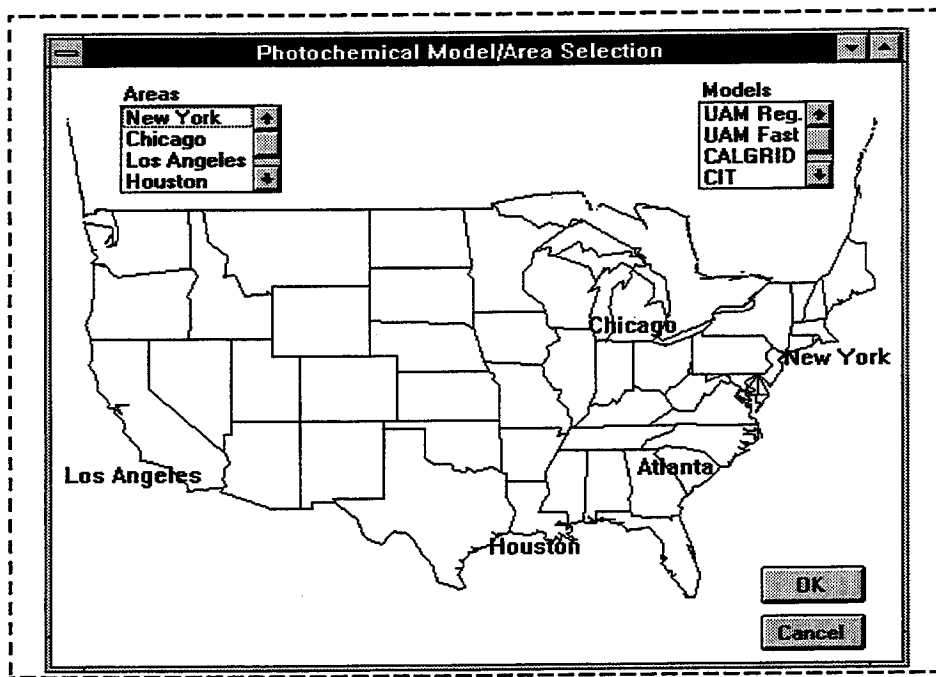 Photochemical Model/Area Selection
Areas
New York
Chicago
Los Angeles
Houston
Models
UAM Reg.
UAM Fast
CALGRID
CIT
Chicago
New York
Los Angeles
Atlanta
Houston
OK
Cancel